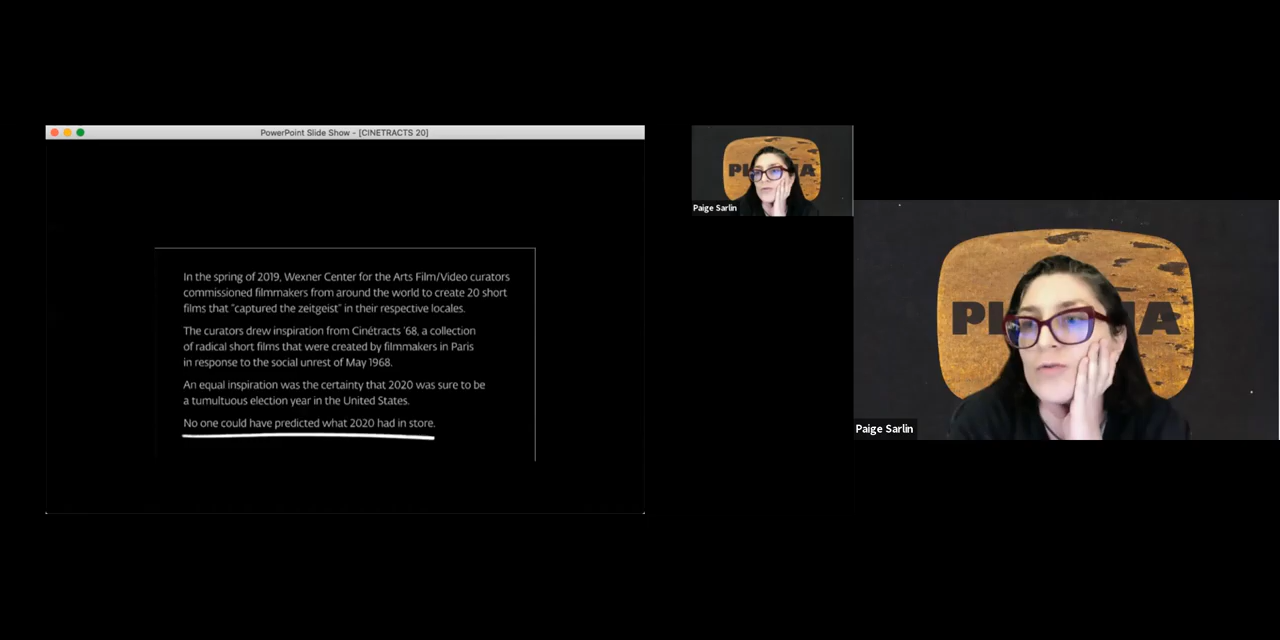 PowerPoint Slide Show - [CINETRACTS 20]
In the spring of 2019, Wexner Center for the Arts Film/Video curators
commissioned filmmakers from around the world to create 20 short
films that "captured the zeitgeist" in their respective locales.
The curators drew inspiration from Cinétracts '68, a collection
of radical short films that were created by filmmakers in Paris
in response to the social unrest of May 1968.
An equal inspiration was the certainty that 2020 was sure to be
a tumultuous election year in the United States.
No one could have predicted what 2020 had in store.
Paige Sarlin
Paige Sarlin